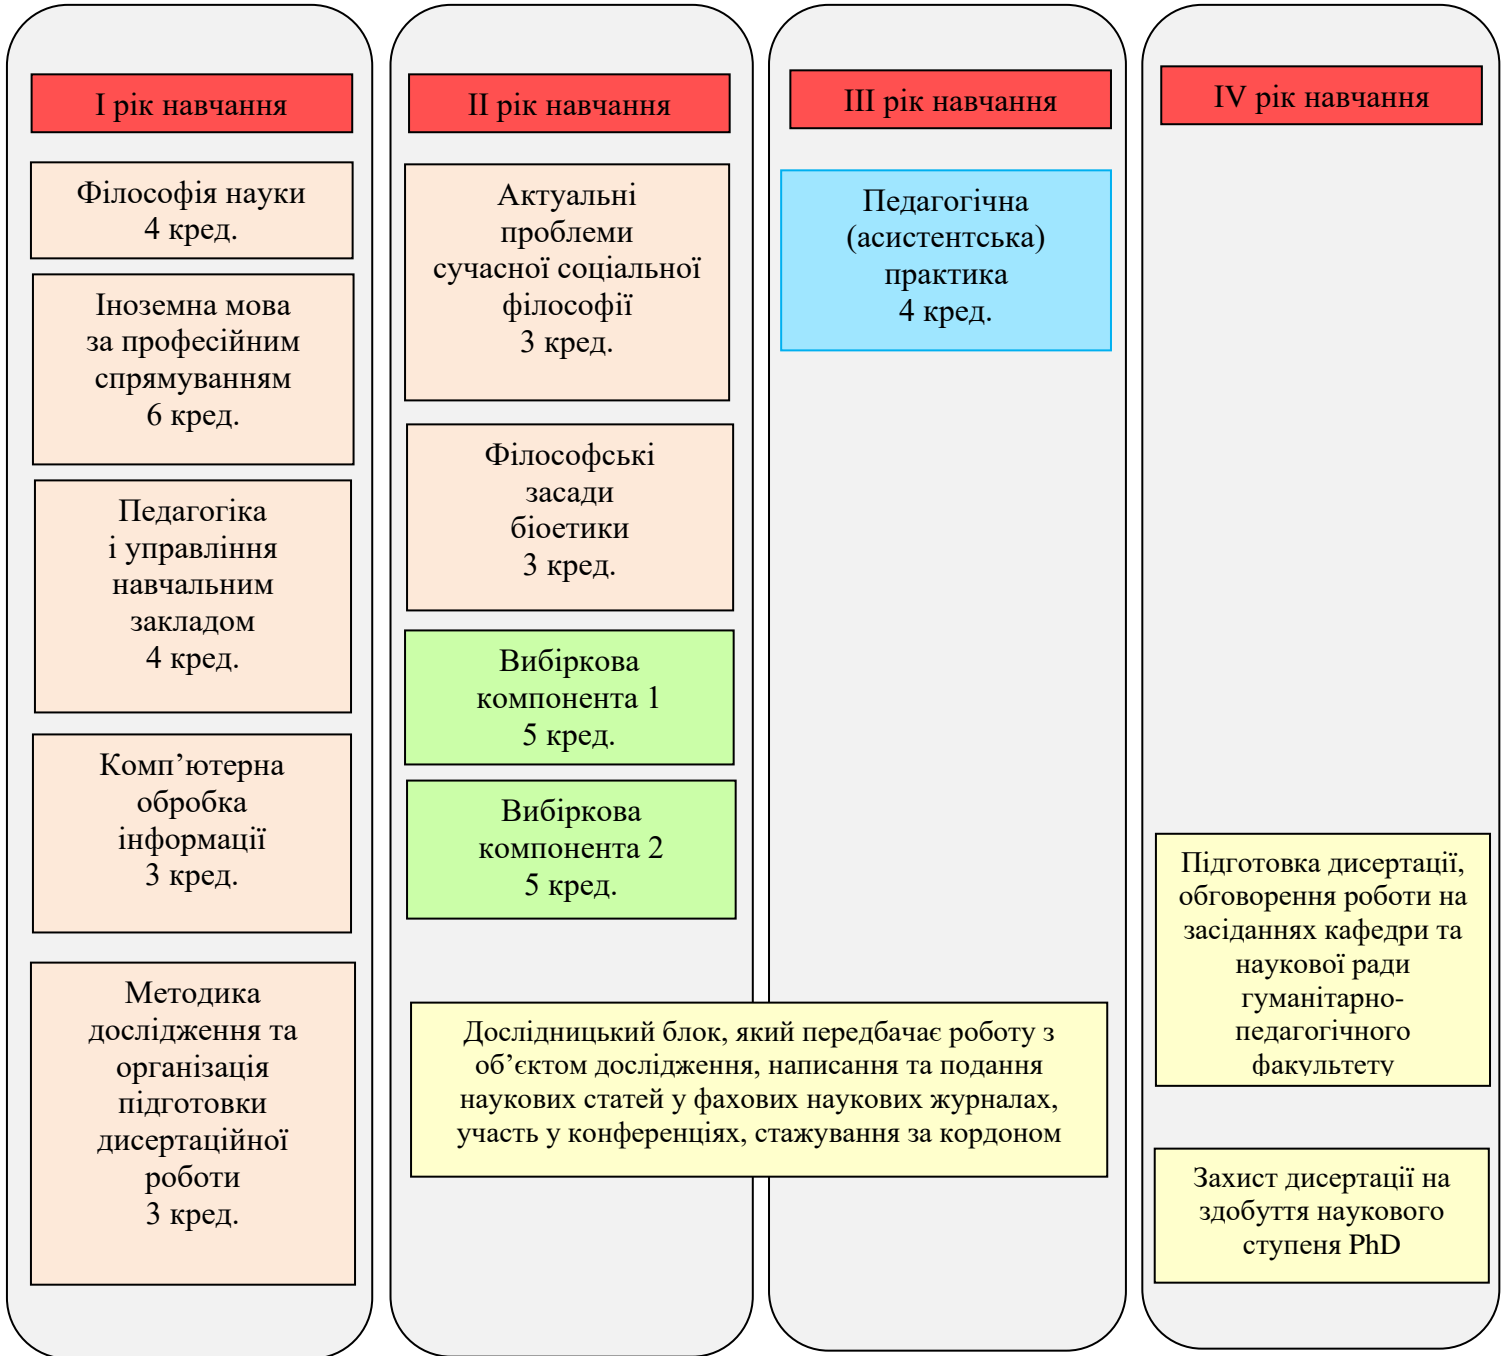 І рік навчання
Філософія науки
4 кред.
Іноземна мова
за професійним
спрямуванням
6 кред.
Педагогіка
і управління
навчальним
закладом
4 кред.
Комп’ютерна
обробка
інформації
3 кред.
Методика
дослідження та
організація
підготовки
дисертаційної
роботи
3 кред.
ІІ рік навчання
Актуальні
проблеми
сучасної соціальної
філософії
3 кред.
Філософські
засади
біоетики
3 кред.
Вибіркова
компонента 1
5 кред.
Вибіркова
компонента 2
5 кред.
Дослідницький блок, який передбачає роботу з
об’єктом дослідження, написання та подання
наукових статей у фахових наукових журналах,
участь у конференціях, стажування за кордоном
ІІІ рік навчання
Педагогічна
(асистентська)
практика
4 кред.
IV рік навчання
Підготовка дисертації,
обговорення роботи на
засіданнях кафедри та
наукової ради
гуманітарно-
педагогічного
факультету
Захист дисертації на
здобуття наукового
ступеня PhD